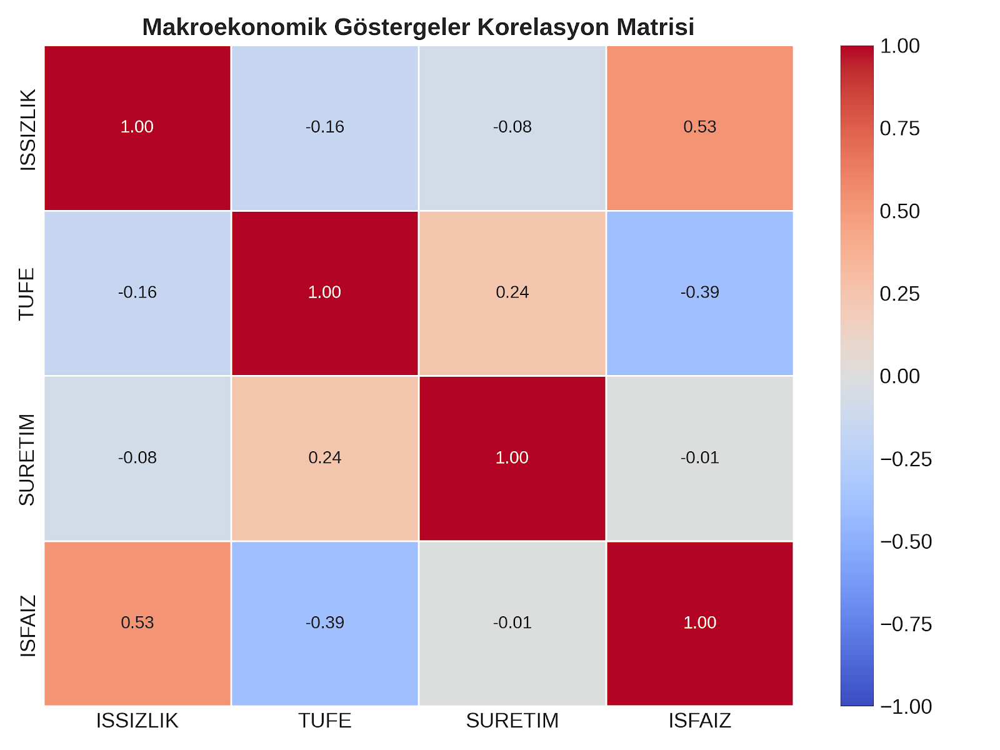 Makroekonomik Göstergeler Korelasyon Matrisi
ISSIZLIK 1.00 -0.16 -0.08 0.53
TUFE -0.16 1.00 0.24 -0.39
SURETIM -0.08 0.24 1.00 -0.01
ISFAIZ 0.53 -0.39 -0.01 1.00
ISSIZLIK TUFE SURETIM ISFAIZ
1.00
0.75
0.50
0.25
0.00
−0.25
−0.50
−0.75
−1.00